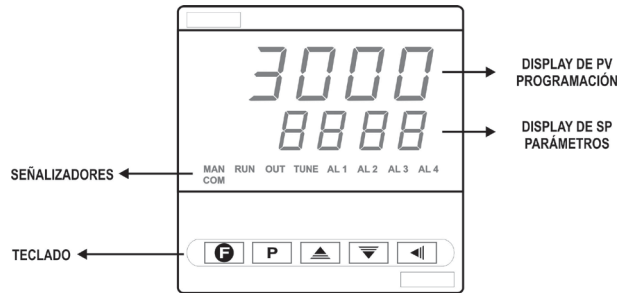 3000
DISPLAY DE PV
PROGRAMACIÓN
8888
DISPLAY DE SP
PARÁMETROS
SEÑALIZADORES
MAN RUN OUT TUNE AL 1 AL 2 AL 3 AL 4
COM
TECLADO
F P